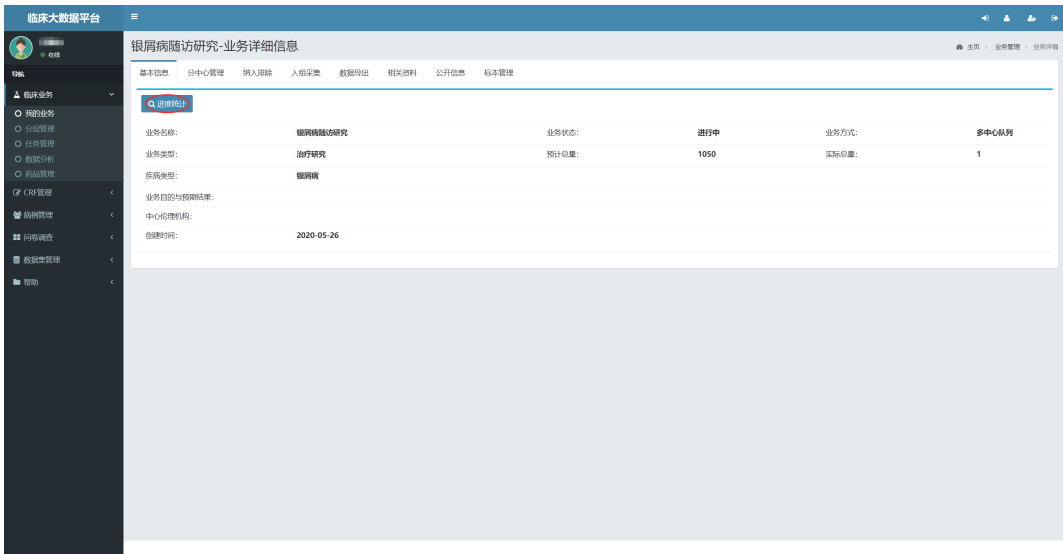 临床大数据平台
在线
导航
临床业务
我的业务
分层管理
任务管理
数据分析
药品管理
CRF管理
病例管理
问卷调查
数据集管理
帮助
银屑病随访研究-业务详细信息
主页 > 业务管理 > 业务详情
基本信息 分中心管理 纳入排除 入组采集 数据导出 相关资料 公开信息 标本管理
进度统计
业务名称: 银屑病随访研究 业务状态: 进行中 业务方式: 多中心队列
业务类型: 治疗研究 预计总量: 1050 实际总量: 1
疾病类型: 银屑病
业务目的与预期结果:
中心伦理机构:
创建时间: 2020-05-26